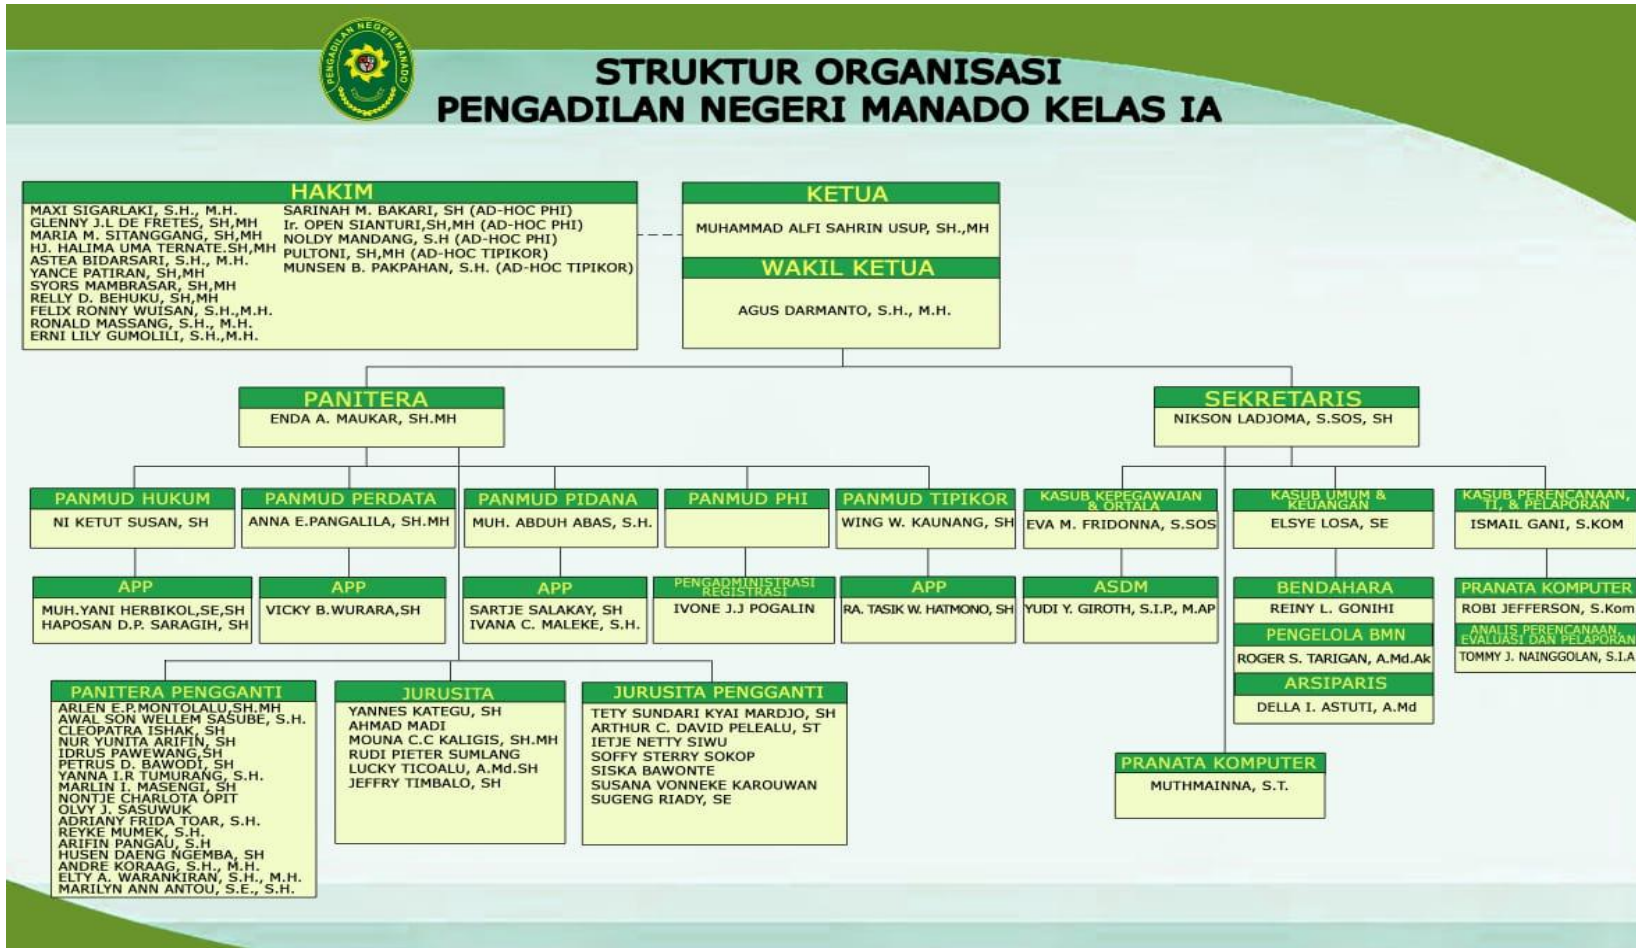 PENGADILAN NEGERI MANADO
STRUKTUR ORGANISASI
PENGADILAN NEGERI MANADO KELAS IA
HAKIM
MAXI SIGARLAKI, S.H., M.H.
GLENNY J.L DE FRETES, SH,MH
MARIA M. SITANGGANG, SH,MH
HJ. HALIMA UMA TERNATE.SH,MH
ASTEA BIDARSARI, S.H., M.H.
YANCE PATIRAN, SH,MH
SYORS MAMBRASAR, SH,MH
RELLY D. BEHUKU, SH,MH
FELIX RONNY WUISAN, S.H.,M.H.
RONALD MASSANG, S.H., M.H.
ERNI LILY GUMOLILI, S.H.,M.H.
SARINAH M. BAKARI, SH (AD-HOC PHI)
Ir. OPEN SIANTURI,SH,MH (AD-HOC PHI)
NOLDY MANDANG, S.H (AD-HOC PHI)
PULTONI, SH,MH (AD-HOC TIPIKOR)
MUNSEN B. PAKPAHAN, S.H. (AD-HOC TIPIKOR)
KETUA
MUHAMMAD ALFI SAHRIN USUP, SH.,MH
WAKIL KETUA
AGUS DARMANTO, S.H., M.H.
PANITERA
ENDA A. MAUKAR, SH.MH
SEKRETARIS
NIKSON LADJOMA, S.SOS, SH
PANMUD HUKUM
NI KETUT SUSAN, SH
PANMUD PERDATA
ANNA E.PANGALILA, SH.MH
PANMUD PIDANA
MUH. ABDUH ABAS, S.H.
PANMUD PHI
PANMUD TIPIKOR
WING W. KAUNANG, SH
KASUB KEPEGAWAIAN
& ORTALA
EVA M. FRIDONNA, S.SOS
KASUB UMUM &
KEUANGAN
ELSYE LOSA, SE
KASUB PERENCANAAN,
TI, & PELAPORAN
ISMAIL GANI, S.KOM
APP
MUH.YANI HERBIKOL,SE,SH
HAPOSAN D.P. SARAGIH, SH
APP
VICKY B.WURARA,SH
APP
SARTJE SALAKAY, SH
IVANA C. MALEKE, S.H.
PENGADMINISTRASI
REGISTRASI
IVONE J.J POGALIN
APP
RA. TASIK W. HATMONO, SH
ASDM
YUDI Y. GIROTH, S.I.P., M.AP
BENDAHARA
REINY L. GONIHI
PENGELOLA BMN
ROGER S. TARIGAN, A.Md.Ak
ARSIPARIS
DELLA I. ASTUTI, A.Md
PRANATA KOMPUTER
ROBI JEFFERSON, S.Kom
ANALIS PERENCANAAN,
EVALUASI DAN PELAPORAN
TOMMY J. NAINGGOLAN, S.I.A
PANITERA PENGGANTI
ARLEN E.P.MONTOLALU,SH.MH
AWAL SON WELLEM SASUBE, S.H.
CLEOPATRA ISHAK, SH
NUR YUNITA ARIFIN, SH
IDRUS PAWEWANG,SH
PETRUS D. BAWODI, SH
YANNA I.R TUMURANG, S.H.
MARLIN I. MASENGI, SH
NONTJE CHARLOTA OPIT
OLVY J. SASUWUK
ADRIANY FRIDA TOAR, S.H.
REYKE MUMEK, S.H.
ARIFIN PANGAU, S.H
HUSEN DAENG NGEMBA, SH
ANDRE KORAAG, S.H., M.H.
ELTY A. WARANKIRAN, S.H., M.H.
MARILYN ANN ANTOU, S.E., S.H.
JURUSITA
YANNES KATEGU, SH
AHMAD MADI
MOUNA C.C KALIGIS, SH.MH
RUDI PIETER SUMLANG
LUCKY TICOALU, A.Md.SH
JEFFRY TIMBALO, SH
JURUSITA PENGGANTI
TETY SUNDARI KYAI MARDJO, SH
ARTHUR C. DAVID PELEALU, ST
IETJE NETTY SIWU
SOFFY STERRY SOKOP
SISKA BAWONTE
SUSANA VONNEKE KAROUWAN
SUGENG RIADY, SE
PRANATA KOMPUTER
MUTHMAINNA, S.T.